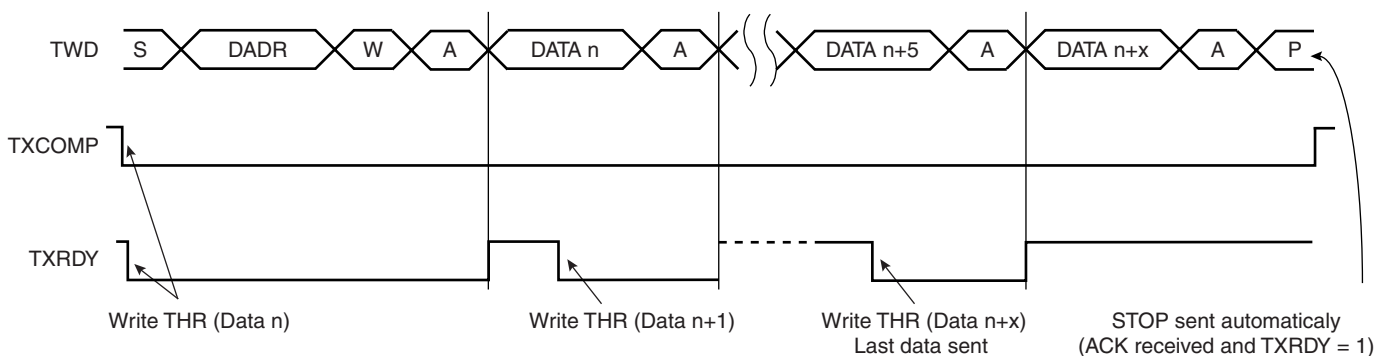 TWD S DADR W A DATA n A DATA n+5 A DATA n+x A P
TXCOMP
TXRDY
Write THR (Data n)
Write THR (Data n+1)
Write THR (Data n+x)
Last data sent
STOP sent automaticaly
(ACK received and TXRDY = 1)